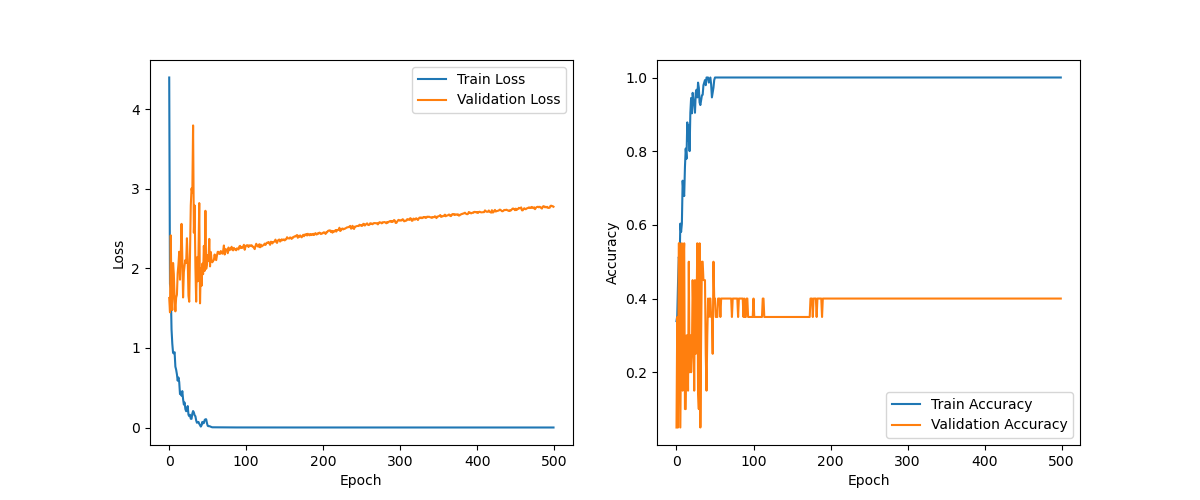 Train Loss
Validation Loss
4
3
2
1
0
Loss
0 100 200 300 400 500
Epoch
1.0
0.8
0.6
0.4
0.2
Accuracy
Train Accuracy
Validation Accuracy
0 100 200 300 400 500
Epoch